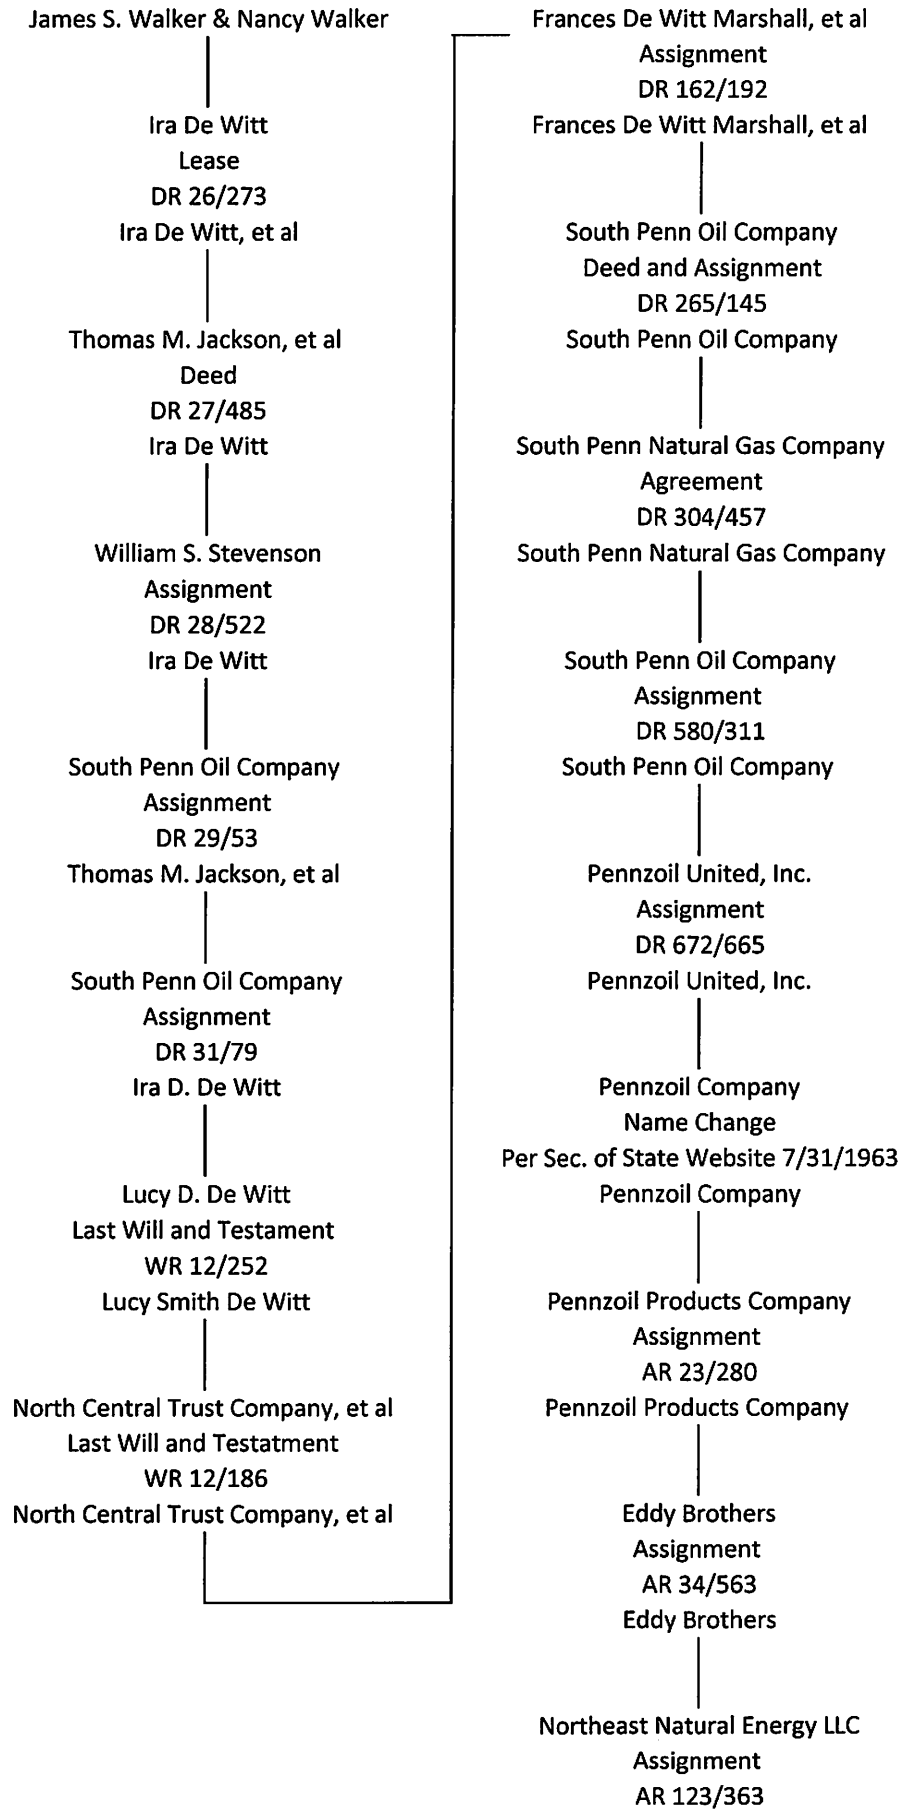 James S. Walker & Nancy Walker
Ira De Witt
Lease
DR 26/273
Ira De Witt, et al
Thomas M. Jackson, et al
Deed
DR 27/485
Ira De Witt
William S. Stevenson
Assignment
DR 28/522
Ira De Witt
South Penn Oil Company
Assignment
DR 29/53
Thomas M. Jackson, et al
South Penn Oil Company
Assignment
DR 31/79
Ira D. De Witt
Lucy D. De Witt
Last Will and Testament
WR 12/252
Lucy Smith De Witt
North Central Trust Company, et al
Last Will and Testatment
WR 12/186
North Central Trust Company, et al
Frances De Witt Marshall, et al
Assignment
DR 162/192
Frances De Witt Marshall, et al
South Penn Oil Company
Deed and Assignment
DR 265/145
South Penn Oil Company
South Penn Natural Gas Company
Agreement
DR 304/457
South Penn Natural Gas Company
South Penn Oil Company
Assignment
DR 580/311
South Penn Oil Company
Pennzoil United, Inc.
Assignment
DR 672/665
Pennzoil United, Inc.
Pennzoil Company
Name Change
Per Sec. of State Website 7/31/1963
Pennzoil Company
Pennzoil Products Company
Assignment
AR 23/280
Pennzoil Products Company
Eddy Brothers
Assignment
AR 34/563
Eddy Brothers
Northeast Natural Energy LLC
Assignment
AR 123/363